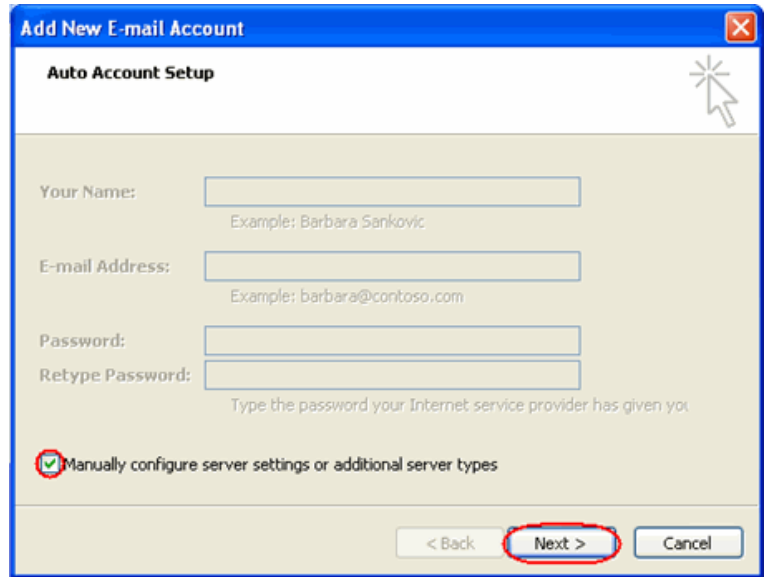 Add New E-mail Account
Auto Account Setup
Your Name:
Example: Barbara Sankovic
E-mail Address:
Example: barbara@contoso.com
Password:
Retype Password:
Type the password your Internet service provider has given you
Manually configure server settings or additional server types
< Back Next > Cancel